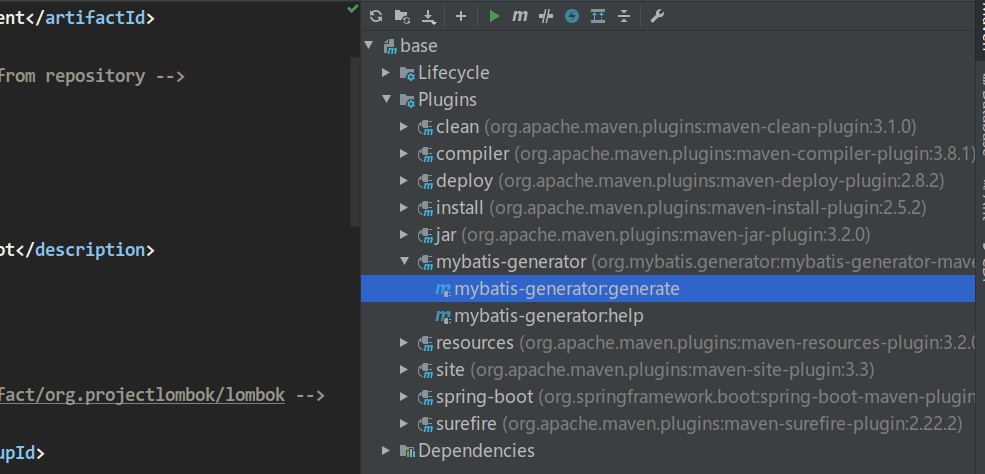 ent</artifactId>
from repository -->
pt</description>
fact/org.projectlombok/lombok -->
upId>
base
Lifecycle
Plugins
clean (org.apache.maven.plugins:maven-clean-plugin:3.1.0)
compiler (org.apache.maven.plugins:maven-compiler-plugin:3.8.1)
deploy (org.apache.maven.plugins:maven-deploy-plugin:2.8.2)
install (org.apache.maven.plugins:maven-install-plugin:2.5.2)
jar (org.apache.maven.plugins:maven-jar-plugin:3.2.0)
mybatis-generator (org.mybatis.generator:mybatis-generator-mave
mybatis-generator:generate
mybatis-generator:help
resources (org.apache.maven.plugins:maven-resources-plugin:3.2.0
site (org.apache.maven.plugins:maven-site-plugin:3.3)
spring-boot (org.springframework.boot:spring-boot-maven-plugin
surefire (org.apache.maven.plugins:maven-surefire-plugin:2.22.2)
Dependencies